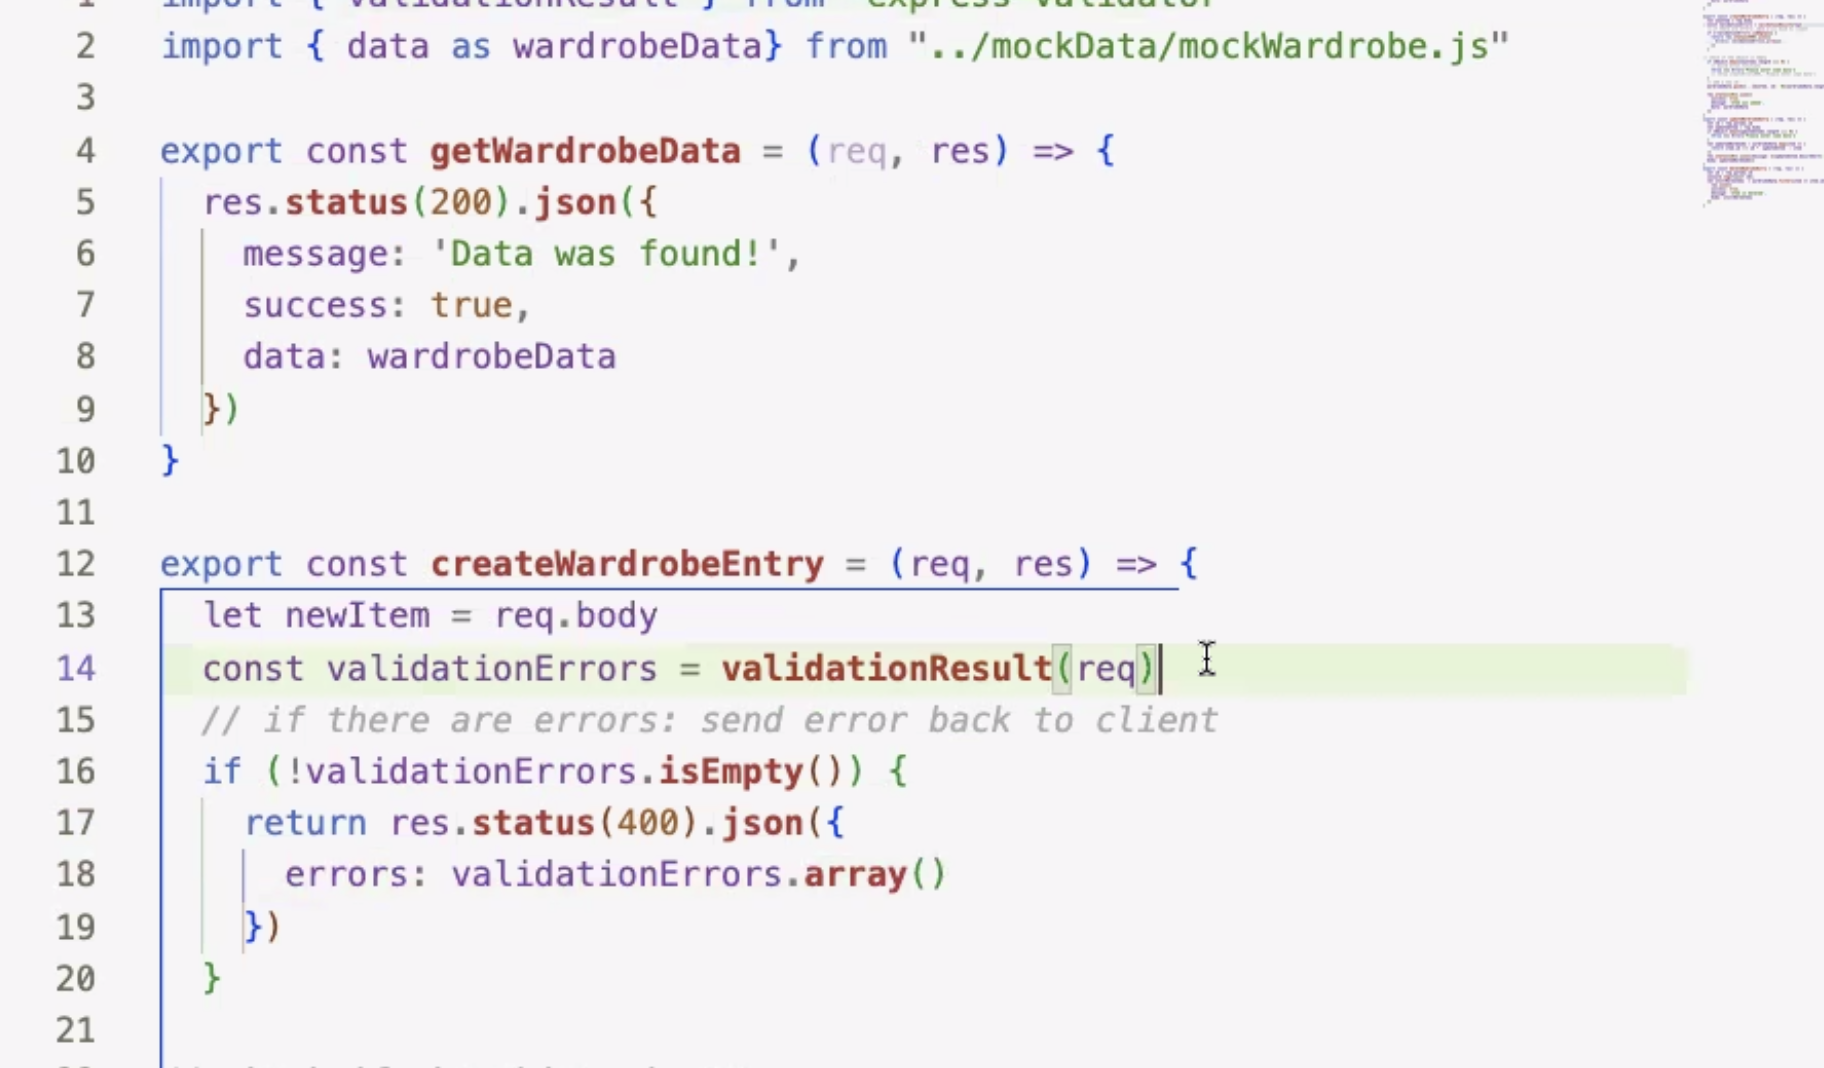 1 import { validationResult } from "express-validator"
2 import { data as wardrobeData} from "../mockData/mockWardrobe.js"
3
4 export const getWardrobeData = (req, res) => {
5 res.status(200).json({
6 message: 'Data was found!',
7 success: true,
8 data: wardrobeData
9 })
10 }
11
12 export const createWardrobeEntry = (req, res) => {
13 let newItem = req.body
14 const validationErrors = validationResult(req)
15 // if there are errors: send error back to client
16 if (!validationErrors.isEmpty()) {
17 return res.status(400).json({
18 errors: validationErrors.array()
19 })
20 }
21